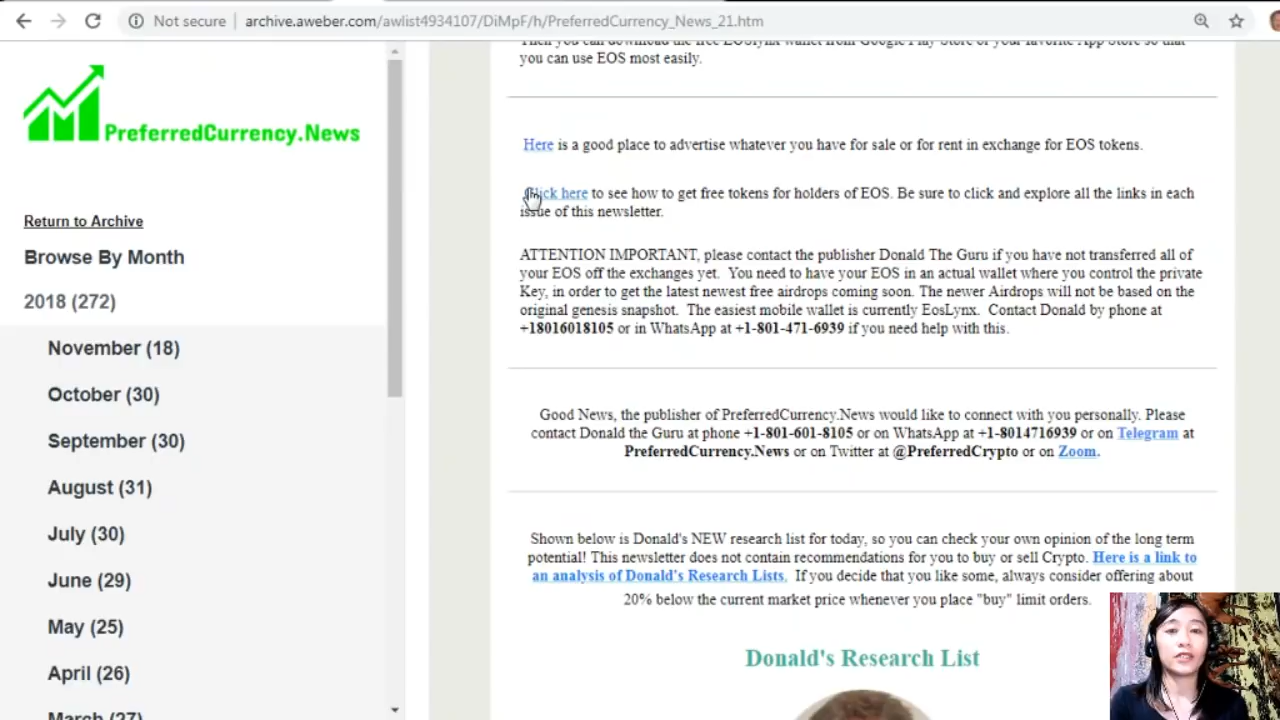 Not secure | archive.aweber.com/awlist4934107/DiMpF/h/PreferredCurrency_News_21.htm
PreferredCurrency.News
Return to Archive
Browse By Month
2018 (272)
November (18)
October (30)
September (30)
August (31)
July (30)
June (29)
May (25)
April (26)
March (27)
Then you can download the free EOSlynx wallet from Google Play Store or your favorite App Store so that
you can use EOS most easily.
Here is a good place to advertise whatever you have for sale or for rent in exchange for EOS tokens.
Click here to see how to get free tokens for holders of EOS. Be sure to click and explore all the links in each
issue of this newsletter.
ATTENTION IMPORTANT, please contact the publisher Donald The Guru if you have not transferred all of
your EOS off the exchanges yet. You need to have your EOS in an actual wallet where you control the private
Key, in order to get the latest newest free airdrops coming soon. The newer Airdrops will not be based on the
original genesis snapshot. The easiest mobile wallet is currently EosLynx. Contact Donald by phone at
+18016018105 or in WhatsApp at +1-801-471-6939 if you need help with this.
Good News, the publisher of PreferredCurrency.News would like to connect with you personally. Please
contact Donald the Guru at phone +1-801-601-8105 or on WhatsApp at +1-8014716939 or on Telegram at
PreferredCurrency.News or on Twitter at @PreferredCrypto or on Zoom.
Shown below is Donald's NEW research list for today, so you can check your own opinion of the long term
potential! This newsletter does not contain recommendations for you to buy or sell Crypto. Here is a link to
an analysis of Donald's Research Lists. If you decide that you like some, always consider offering about
20% below the current market price whenever you place "buy" limit orders.
Donald's Research List